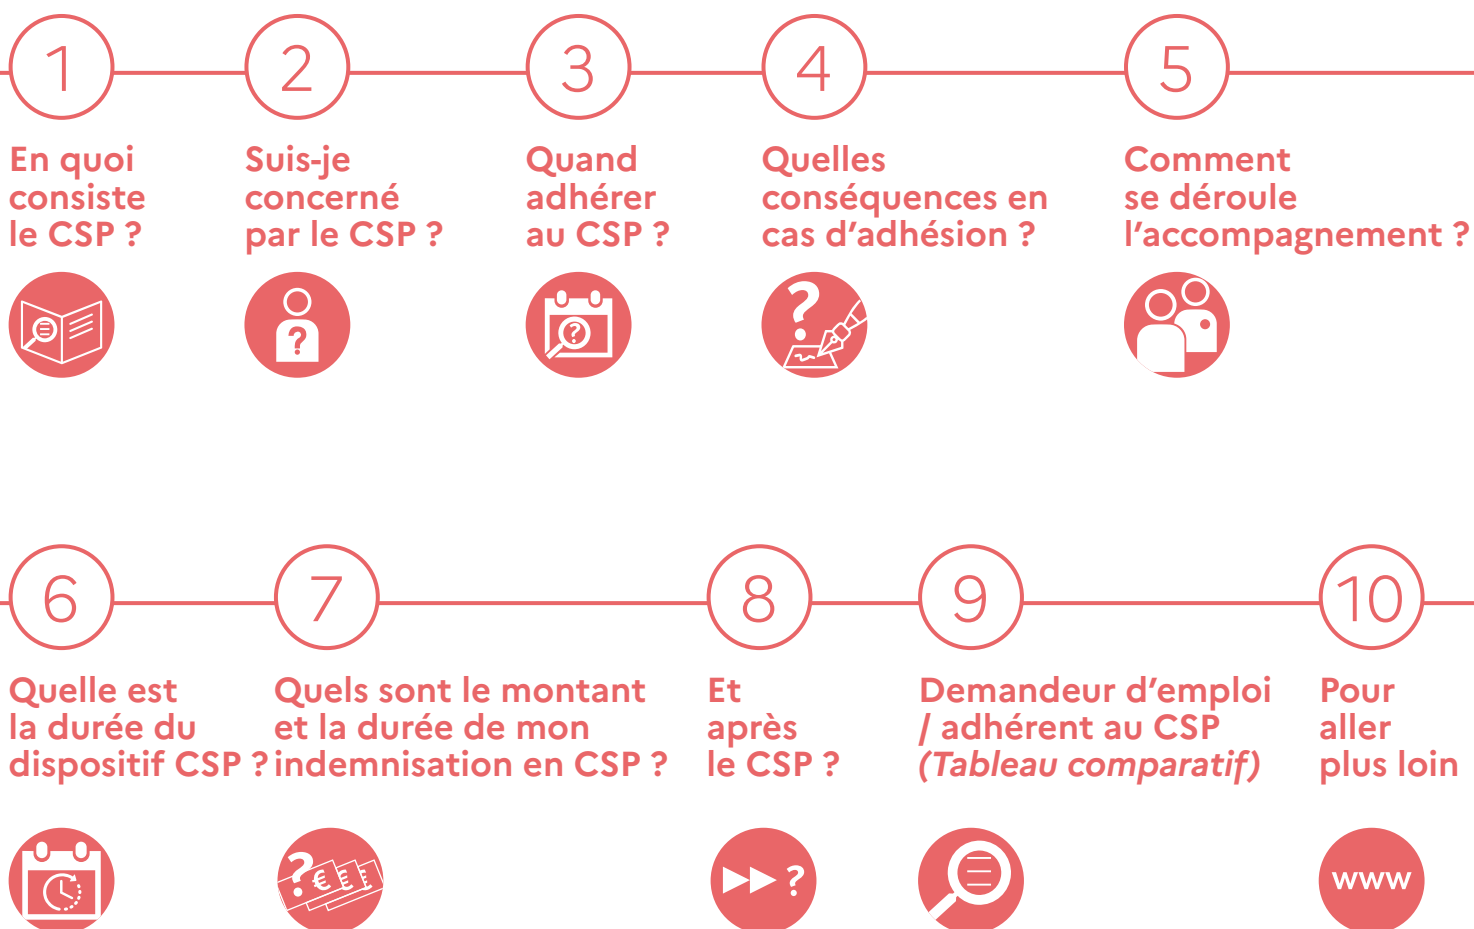 1
En quoi
consiste
le CSP ?
2
Suis-je
concerné
par le CSP ?
?
3
Quand
adhérer
au CSP ?
?
4
Quelles
conséquences en
cas d'adhésion ?
?
5
Comment
se déroule
l'accompagnement ?
6
Quelle est
la durée du
dispositif CSP ?
7
Quels sont le montant
et la durée de mon
indemnisation en CSP ?
? € € €
8
Et
après
le CSP ?
?
9
Demandeur d'emploi
/ adhérent au CSP
(Tableau comparatif)
10
Pour
aller
plus loin
www